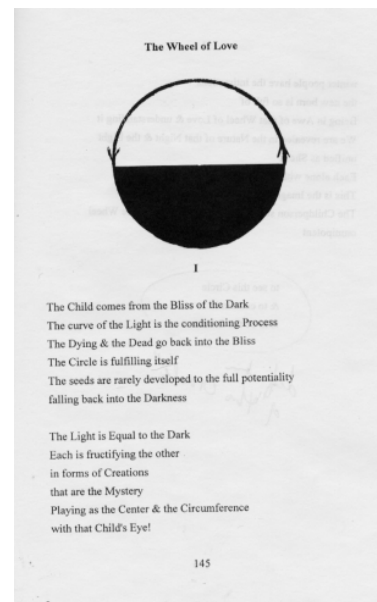 The Wheel of Love
I
The Child comes from the Bliss of the Dark
The curve of the Light is the conditioning Process
The Dying & the Dead go back into the Bliss
The Circle is fulfilling itself
The seeds are rarely developed to the full potentiality
falling back into the Darkness
The Light is Equal to the Dark
Each is fructifying the other
in forms of Creations
that are the Mystery
Playing as the Center & the Circumference
with that Child's Eye!
145